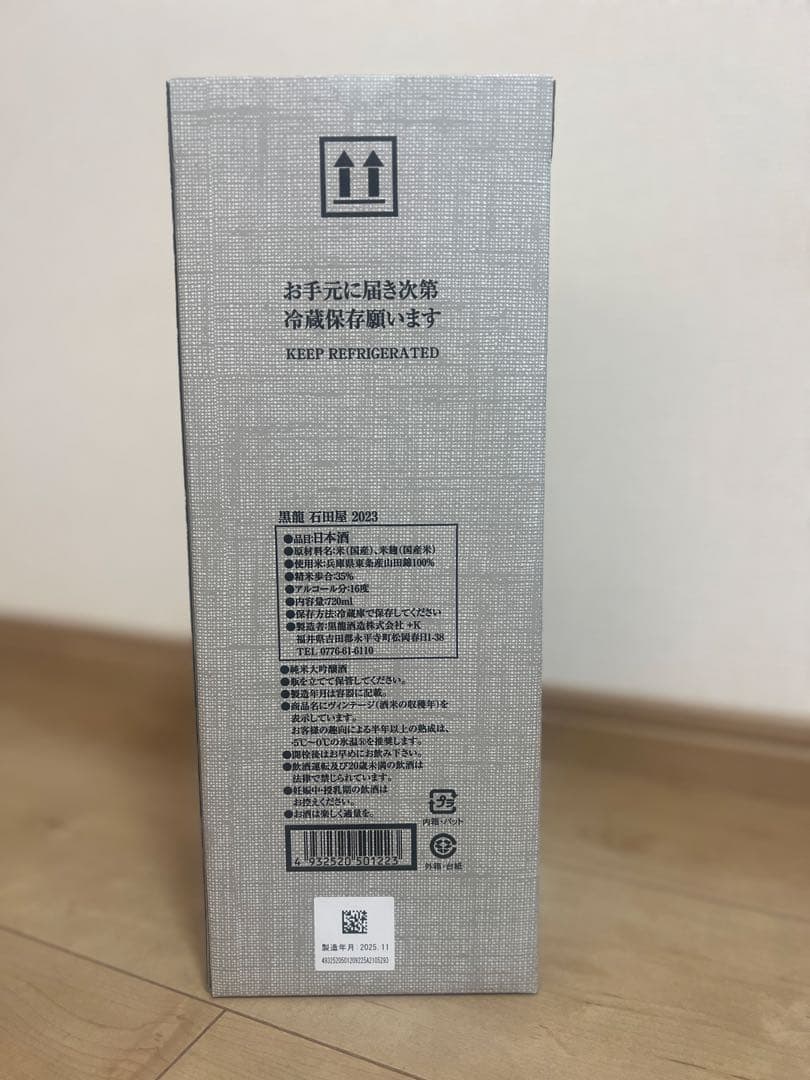 お手元に届き次第
冷蔵保存願います
KEEP REFRIGERATED
黒龍 石田屋 2023
●品目:日本酒
●原材料名:米(国産)、米麹(国産米)
●使用米:兵庫県東条産山田錦100%
●精米歩合:35%
●アルコール分:16度
●内容量:720ml
●保存方法:冷蔵庫で保存してください
●製造者:黒龍酒造株式会社 +K
福井県吉田郡永平寺町松岡春日1-38
TEL 0776-61-6110
●純米大吟醸酒
●瓶を立てて保管してください。
●製造年月は容器に記載。
●商品名にヴィンテージ(酒米の収穫年)を
表示しています。
お客様の趣向による半年以上の熟成は、
-5℃~0℃の氷温®を推奨します。
●開栓後はお早めにお飲み下さい。
●飲酒運転及び20歳未満の飲酒は
法律で禁じられています。
●妊娠中・授乳期の飲酒は
お控えください。
●お酒は楽しく適量を。
プラ
内箱・パット
外箱・台紙
4 932520 501223
製造年月 2025.11